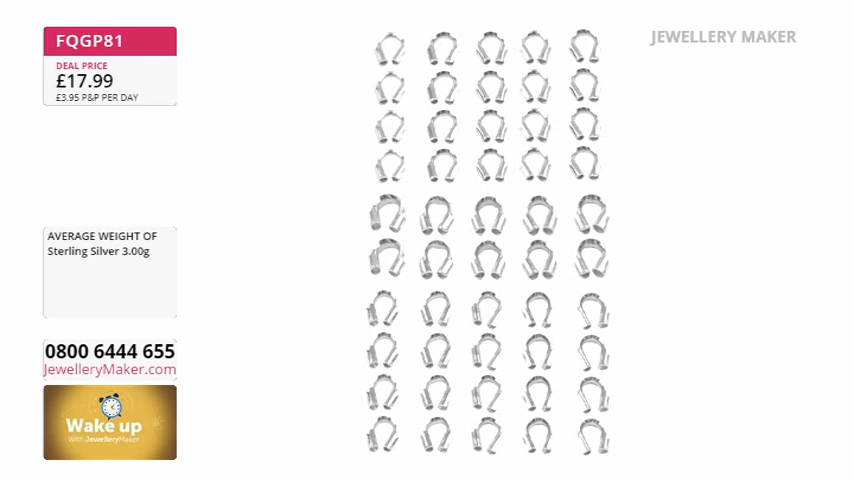 FQGP81
DEAL PRICE
£17.99
£3.95 P&P PER DAY
JEWELLERY MAKER
AVERAGE WEIGHT OF
Sterling Silver 3.00g
0800 6444 655
JewelleryMaker.com
Wake up
With JewelleryMaker